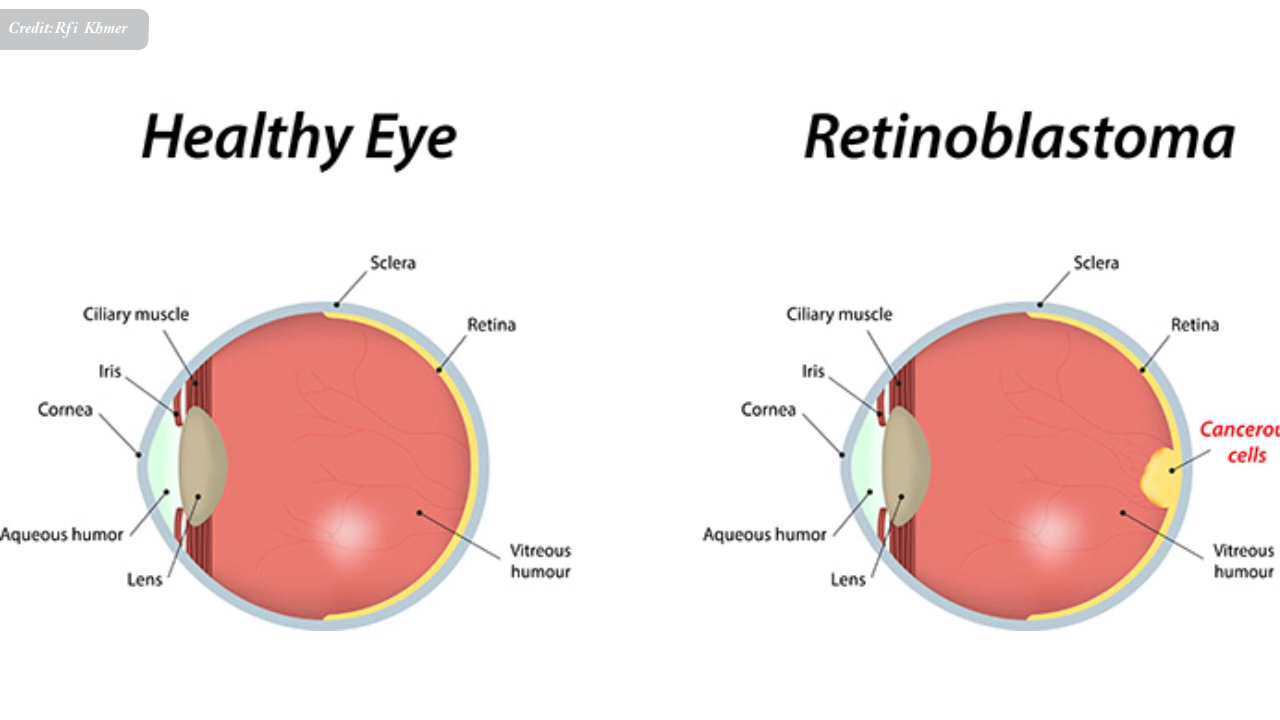 Credit:Rfi Khmer
Healthy Eye
Sclera
Ciliary muscle
Retina
Iris
Cornea
Aqueous humor
Lens
Vitreous
humour
Retinoblastoma
Sclera
Ciliary muscle
Retina
Iris
Cornea
Cancerou
cells
Aqueous humor
Lens
Vitreous
humour